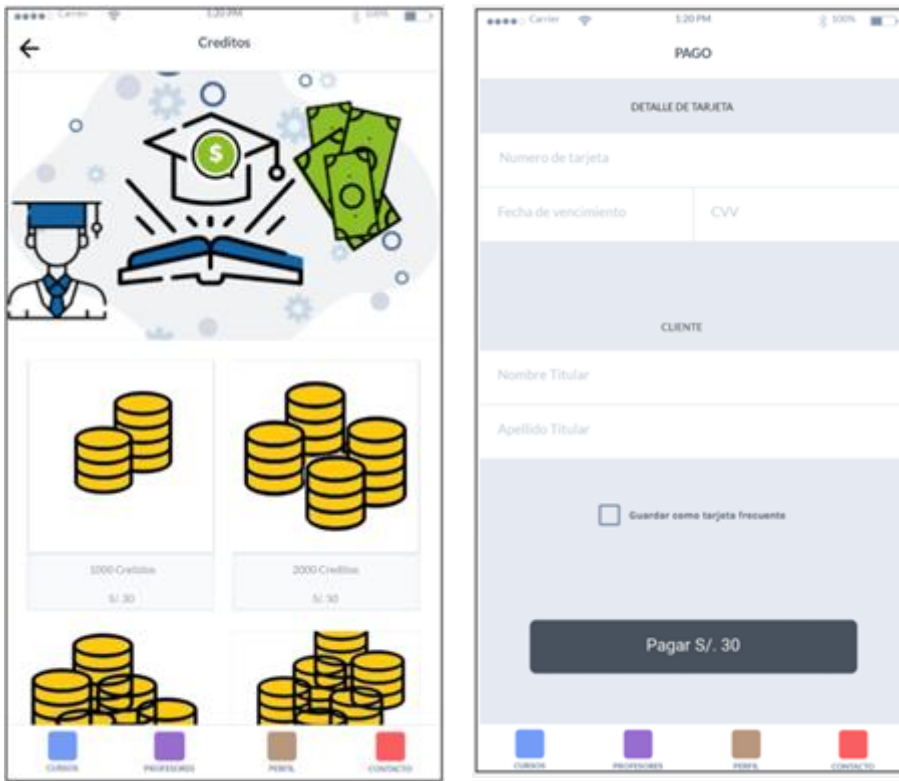 Carrier 1:20 PM 100%
Creditos
$
1000 Cretidos
2000 Creditos
S/. 30
S/. 50
CURSOS PROFESORES PERFIL CONTACTO
Carrier 1:20 PM 100%
PAGO
DETALLE DE TARJETA
Numero de tarjeta
Fecha de vencimiento CVV
CLIENTE
Nombre Titular
Apellido Titular
Guardar como tarjeta frecuente
Pagar S/. 30
CURSOS PROFESORES PERFIL CONTACTO